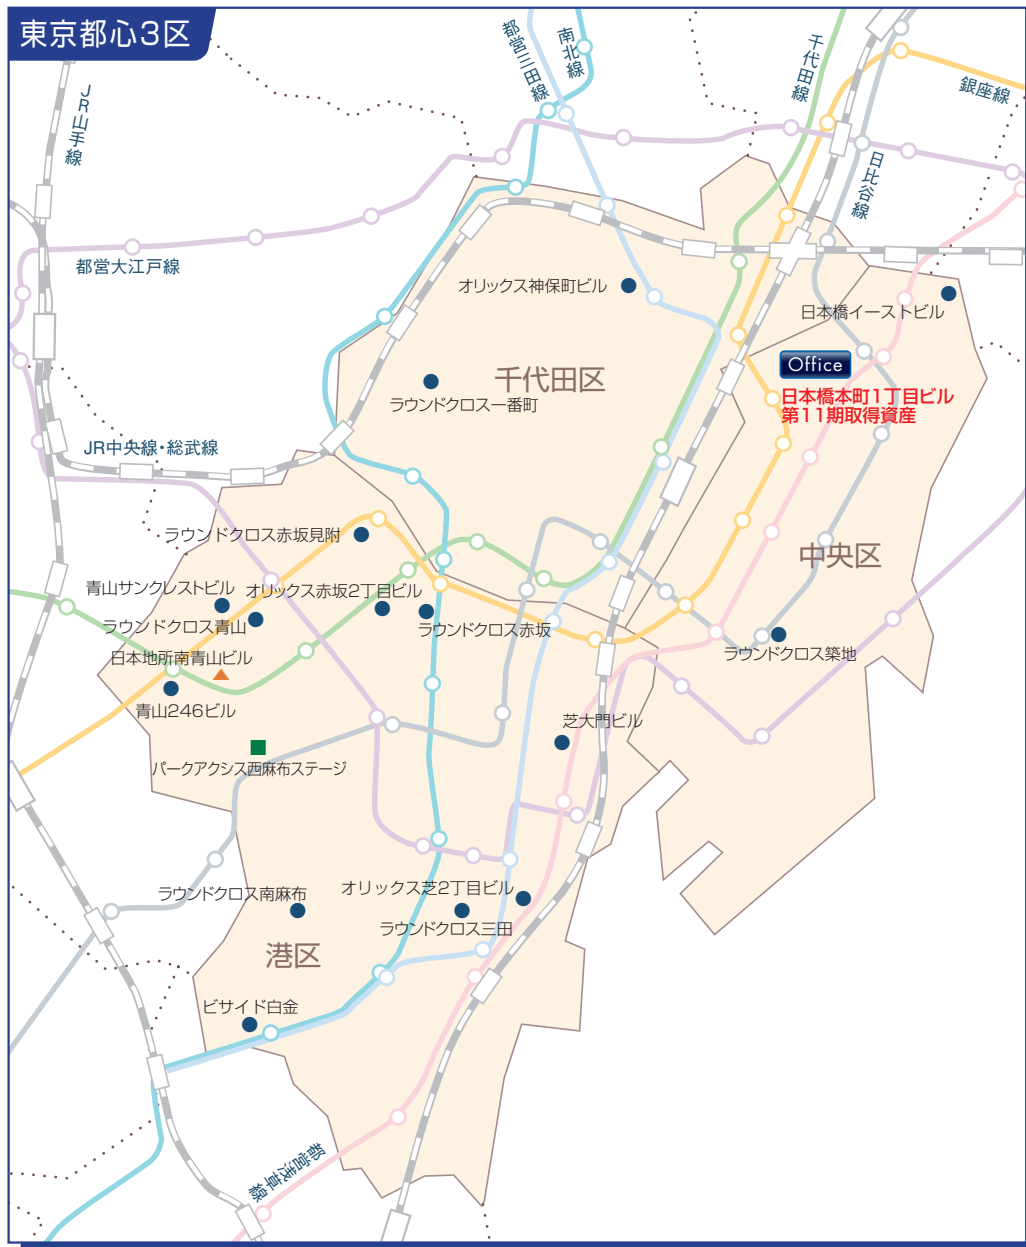 東京都心3区
都営三田線
南北線
千代田線
銀座線
JR山手線
日比谷線
都営大江戸線
オリックス神保町ビル
日本橋イーストビル
Office
千代田区
ラウンドクロス一番町
日本橋本町1丁目ビル
第11期取得資産
JR中央線・総武線
ラウンドクロス赤坂見附
中央区
青山サンクレストビル
オリックス赤坂2丁目ビル
ラウンドクロス青山
ラウンドクロス赤坂
日本地所南青山ビル
ラウンドクロス築地
青山246ビル
芝大門ビル
パークアクシス西麻布ステージ
ラウンドクロス南麻布
オリックス芝2丁目ビル
ラウンドクロス三田
港区
ビサイド白金
都営浅草線